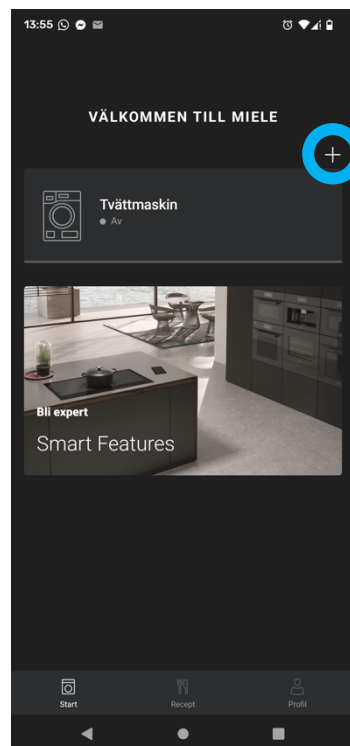 13:55
VÄLKOMMEN TILL MIELE
Tvättmaskin
Av
Bli expert
Smart Features
Start
Recept
Profil